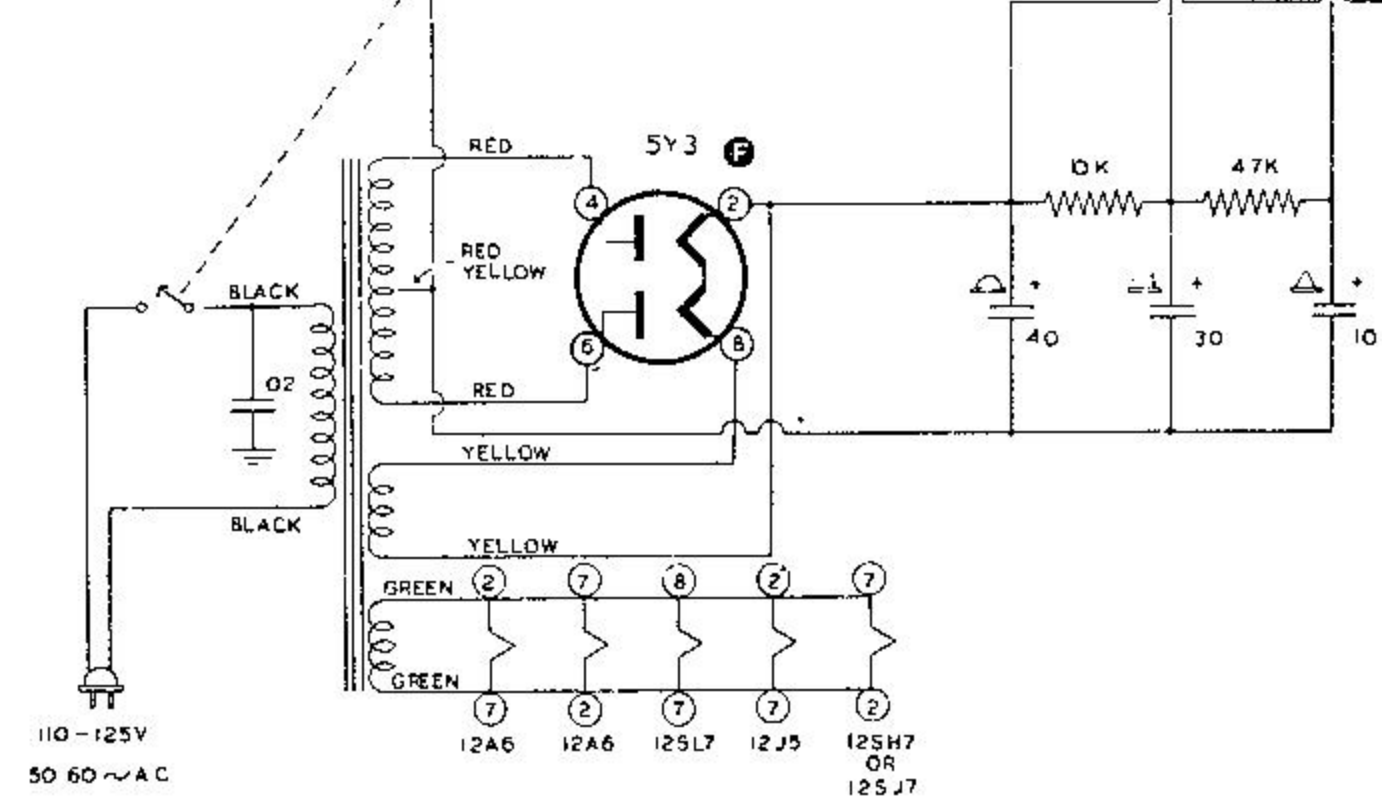 RED
5Y3 F
4
2
10K
47K
RED
YELLOW
BLACK
+
+
+
40
30
10
6
8
02
RED
YELLOW
BLACK
YELLOW
GREEN
2
7
8
2
7
GREEN
7
2
7
7
2
12A6
12A6
12SL7
12J5
12SH7
OR
12SJ7
110-125V
50 60 ~ AC